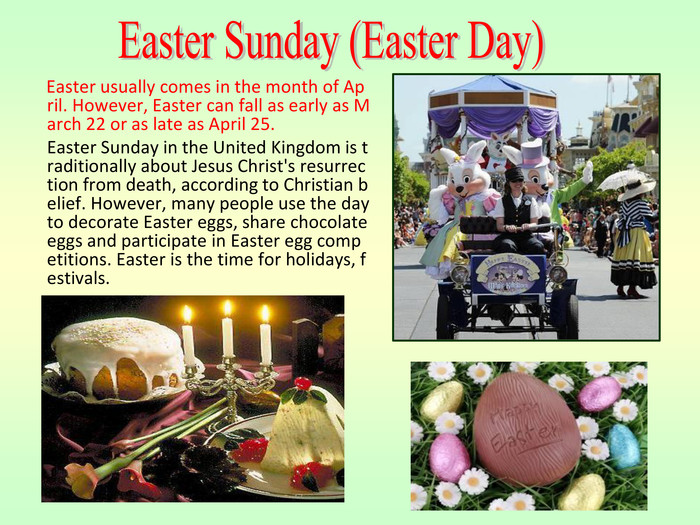 Easter Sunday (Easter Day)
Easter usually comes in the month of Ap
ril. However, Easter can fall as early as M
arch 22 or as late as April 25.
Easter Sunday in the United Kingdom is t
raditionally about Jesus Christ's resurrec
tion from death, according to Christian b
elief. However, many people use the day
to decorate Easter eggs, share chocolate
eggs and participate in Easter egg comp
etitions. Easter is the time for holidays, f
estivals.
Happy
Easter